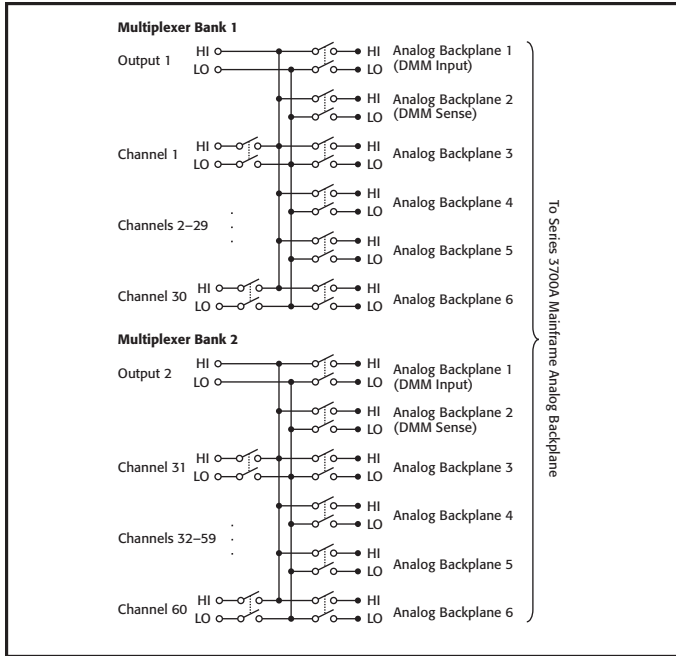 Multiplexer Bank 1
Output 1
HI
LO
HI
LO
Analog Backplane 1
(DMM Input)
HI
LO
Analog Backplane 2
(DMM Sense)
Channel 1
HI
LO
HI
LO
Analog Backplane 3
HI
LO
Analog Backplane 4
Channels 2–29
HI
LO
Analog Backplane 5
Channel 30
HI
LO
HI
LO
Analog Backplane 6
Multiplexer Bank 2
Output 2
HI
LO
HI
LO
Analog Backplane 1
(DMM Input)
HI
LO
Analog Backplane 2
(DMM Sense)
Channel 31
HI
LO
HI
LO
Analog Backplane 3
HI
LO
Analog Backplane 4
Channels 32–59
HI
LO
Analog Backplane 5
Channel 60
HI
LO
HI
LO
Analog Backplane 6
To Series 3700A Mainframe Analog Backplane